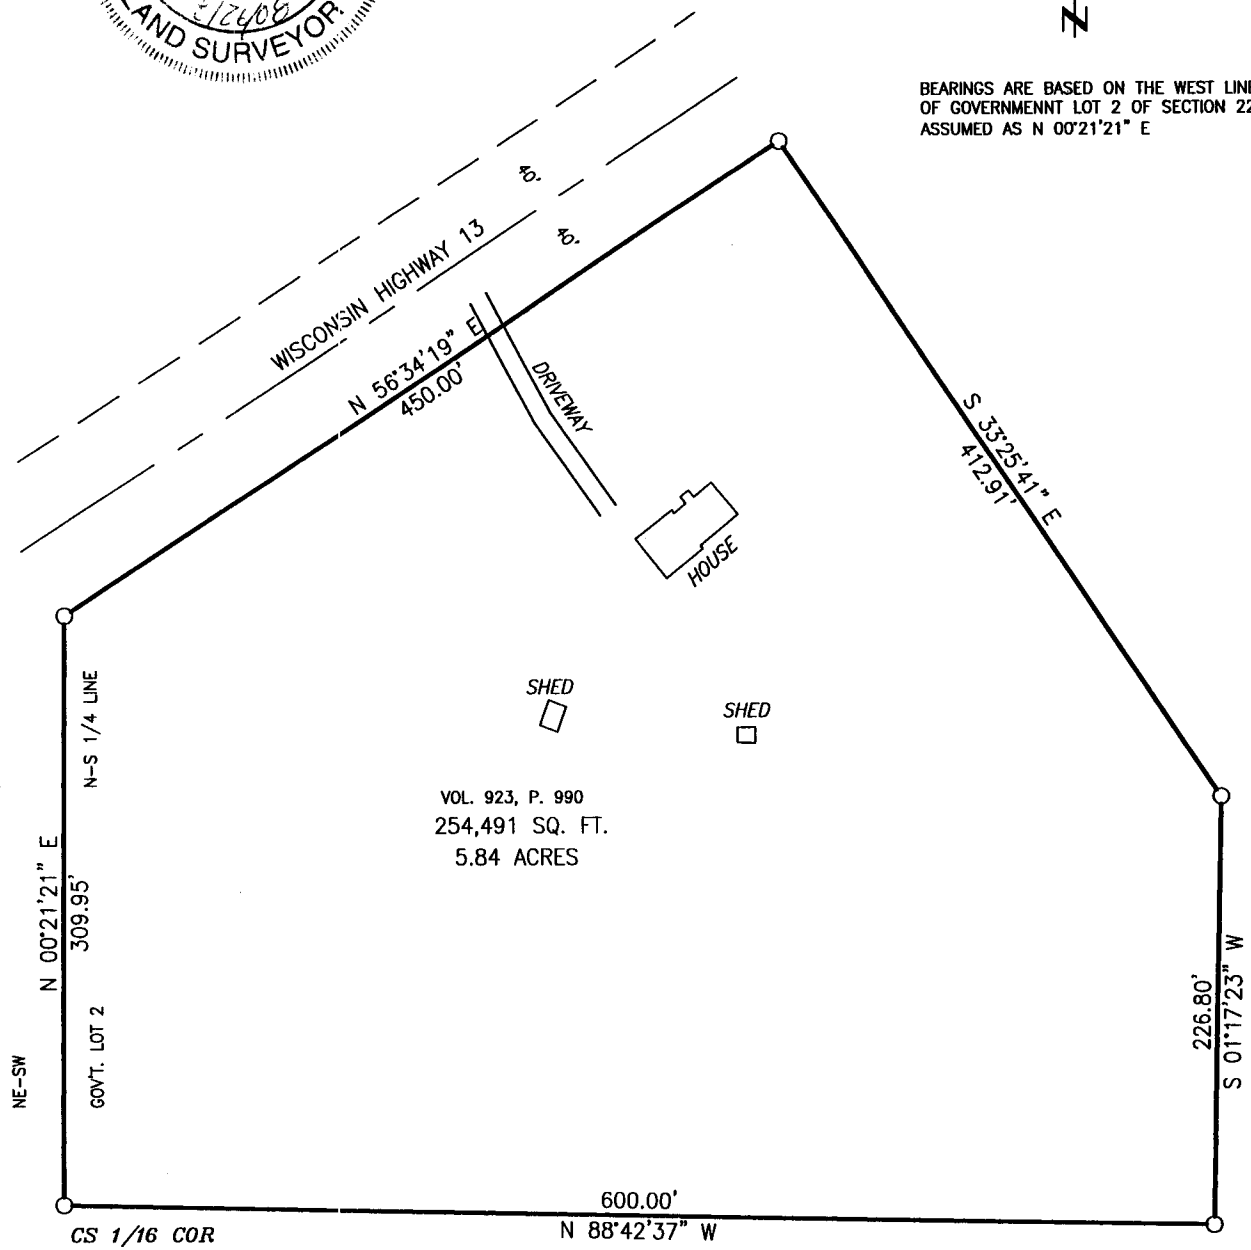 LAND SURVEYOR
N
BEARINGS ARE BASED ON THE WEST LINE
OF GOVERNMENNT LOT 2 OF SECTION 22
ASSUMED AS N 00°21'21" E
40'
40'
WISCONSIN HIGHWAY 13
N 56°34'19" E
450.00'
DRIVEWAY
S 33°25'41" E
412.91'
HOUSE
SHED
SHED
N-S 1/4 LINE
VOL. 923, P. 990
254,491 SQ. FT.
5.84 ACRES
N 00°21'21" E
309.95'
GOV'T. LOT 2
NE-SW
226.80'
S 01°17'23" W
600.00'
N 88°42'37" W
CS 1/16 COR